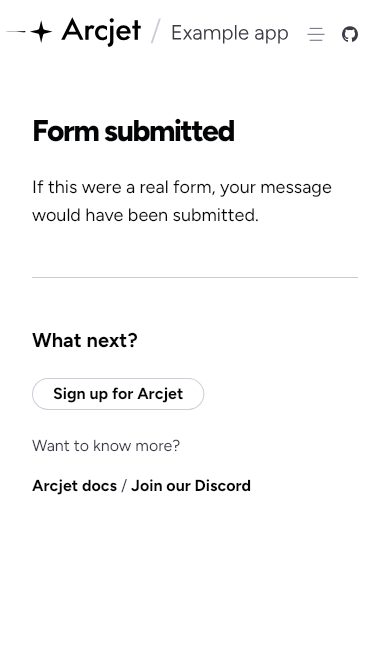 Arcjet / Example app
Form submitted
If this were a real form, your message
would have been submitted.
What next?
Sign up for Arcjet
Want to know more?
Arcjet docs / Join our Discord